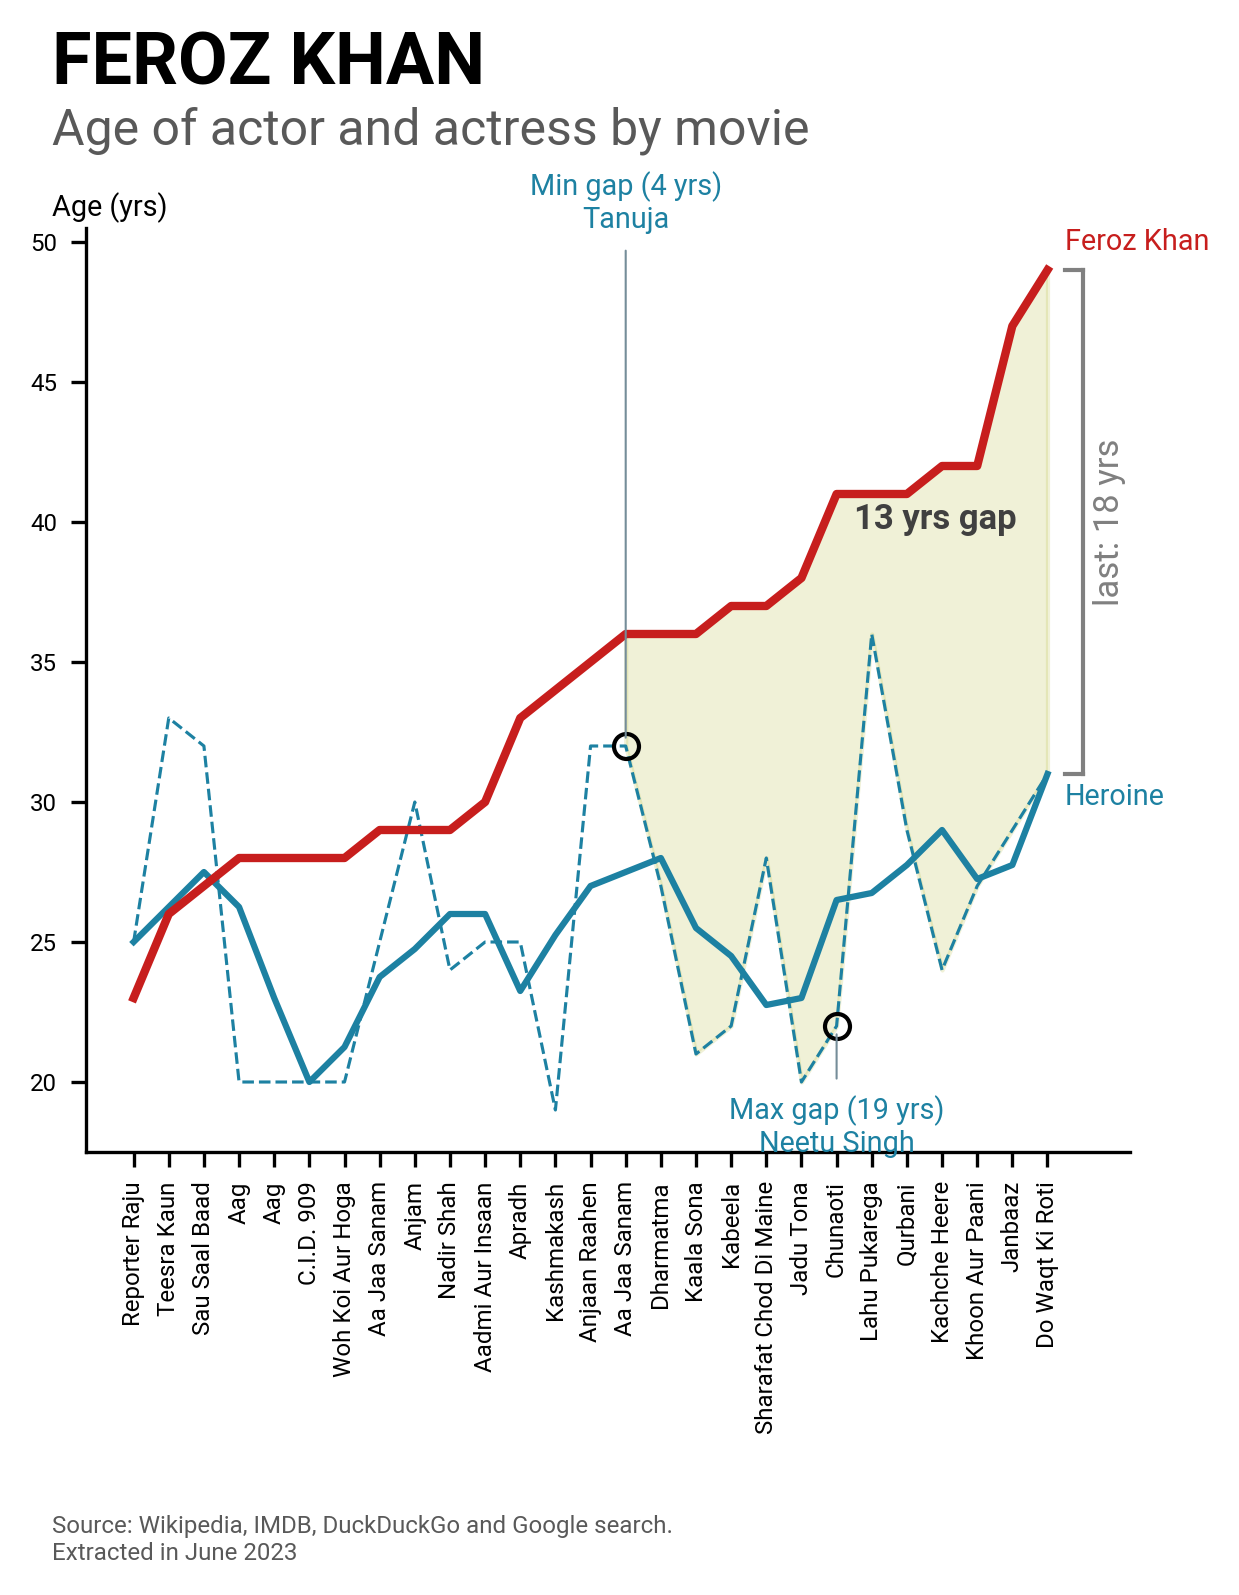 FEROZ KHAN
Age of actor and actress by movie
Min gap (4 yrs)
Tanuja
Age (yrs)
50
45
40
35
30
25
20
Feroz Khan
13 yrs gap
last: 18 yrs
Heroine
Max gap (19 yrs)
Neetu Singh
Reporter Raju
Teesra Kaun
Sau Saal Baad
Aag
Aag
C.I.D. 909
Woh Koi Aur Hoga
Aa Jaa Sanam
Anjam
Nadir Shah
Aadmi Aur Insaan
Apradh
Kashmakash
Anjaan Raahen
Aa Jaa Sanam
Dharmatma
Kaala Sona
Kabeela
Sharafat Chod Di Maine
Jadu Tona
Chunaoti
Lahu Pukarega
Qurbani
Kachche Heere
Khoon Aur Paani
Janbaaz
Do Waqt Ki Roti
Source: Wikipedia, IMDB, DuckDuckGo and Google search.
Extracted in June 2023